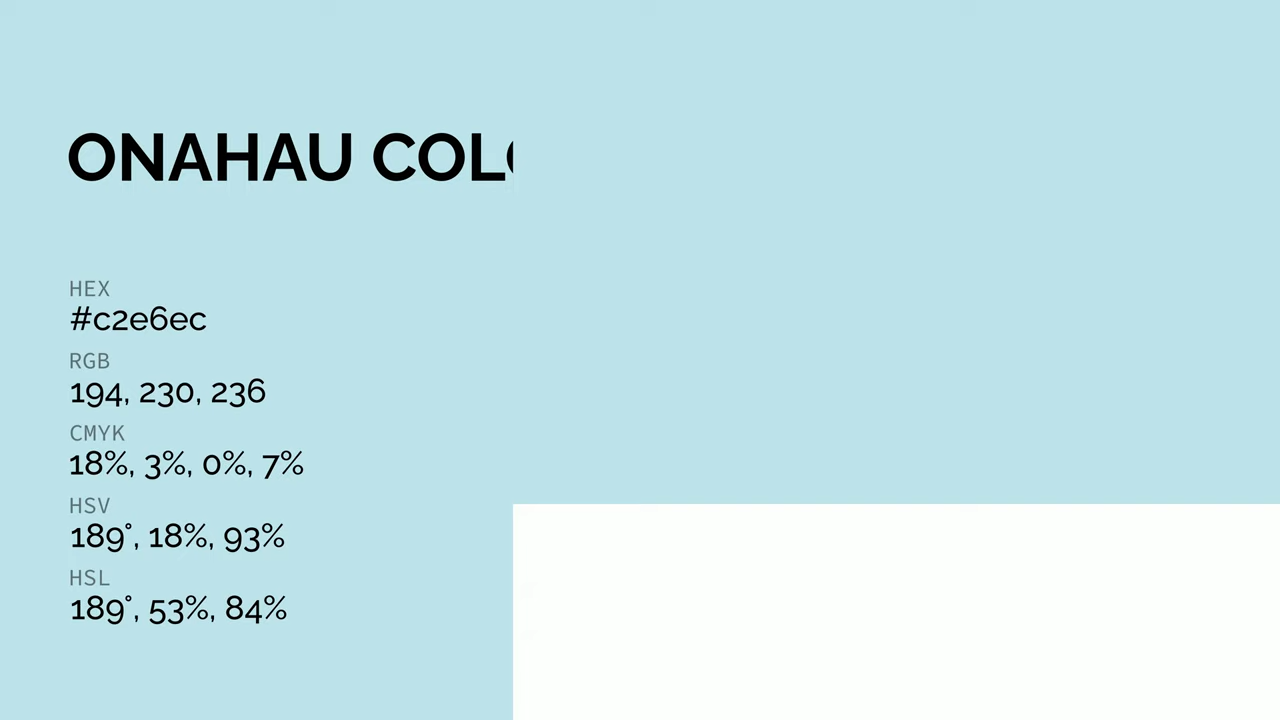 ONAHAU COL
HEX
#c2e6ec
RGB
194, 230, 236
CMYK
18%, 3%, 0%, 7%
HSV
189°, 18%, 93%
HSL
189°, 53%, 84%